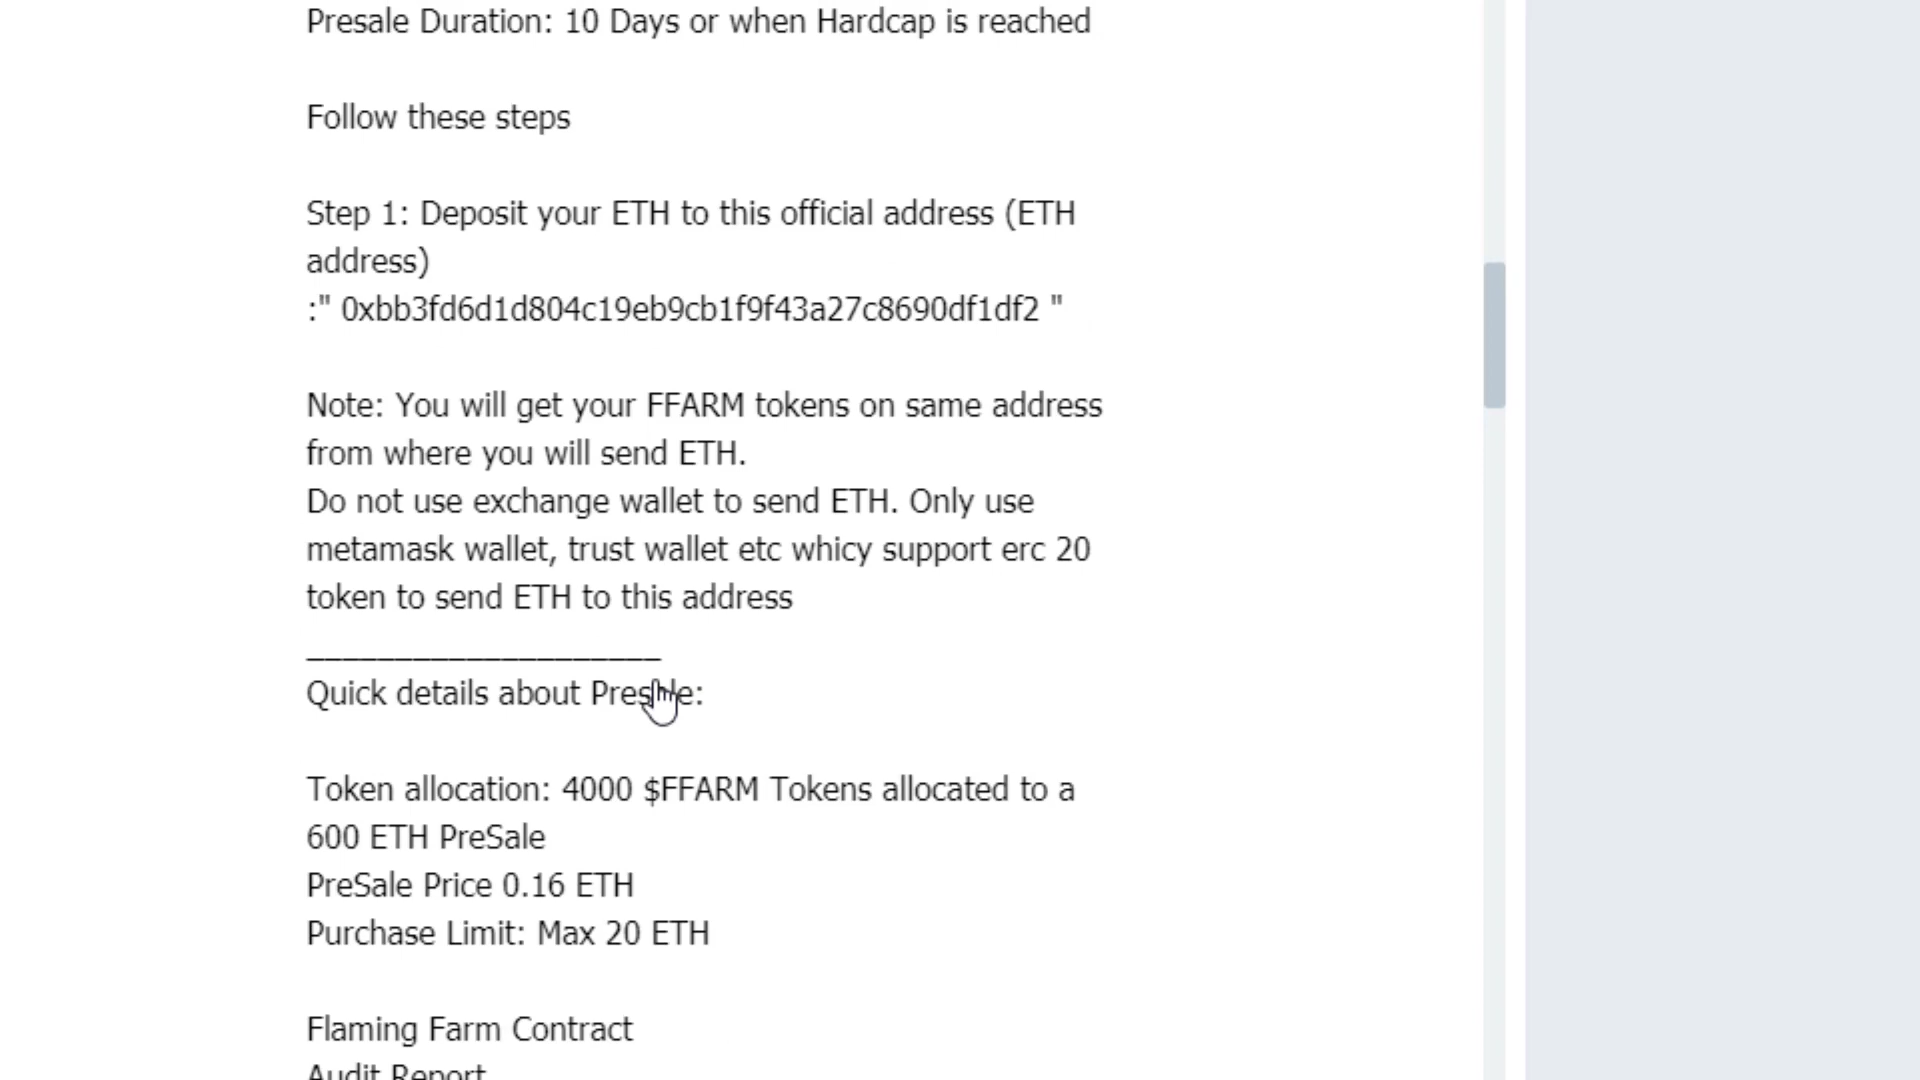 Presale Duration: 10 Days or when Hardcap is reached
Follow these steps
Step 1: Deposit your ETH to this official address (ETH
address)
:" 0xbb3fd6d1d804c19eb9cb1f9f43a27c8690df1df2 "
Note: You will get your FFARM tokens on same address
from where you will send ETH.
Do not use exchange wallet to send ETH. Only use
metamask wallet, trust wallet etc whicy support erc 20
token to send ETH to this address
____________________
Quick details about Presale:
Token allocation: 4000 $FFARM Tokens allocated to a
600 ETH PreSale
PreSale Price 0.16 ETH
Purchase Limit: Max 20 ETH
Flaming Farm Contract
Audit Report